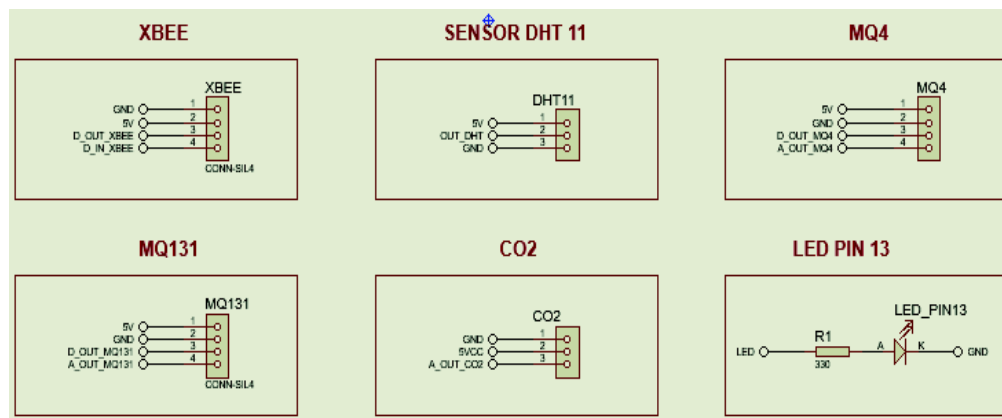 XBEE
SENSOR DHT 11
MQ4
XBEE
GND 1
5V 2
D_OUT_XBEE 3
D_IN_XBEE 4
CONN-SIL4
DHT11
5V 1
OUT_DHT 2
GND 3
MQ4
5V 1
GND 2
D_OUT_MQ4 3
A_OUT_MQ4 4
MQ131
CO2
LED PIN 13
MQ131
5V 1
GND 2
D_OUT_MQ131 3
A_OUT_MQ131 4
CONN-SIL4
CO2
GND 1
5VCC 2
A_OUT_CO2 3
LED_PIN13
R1
LED A K GND
330